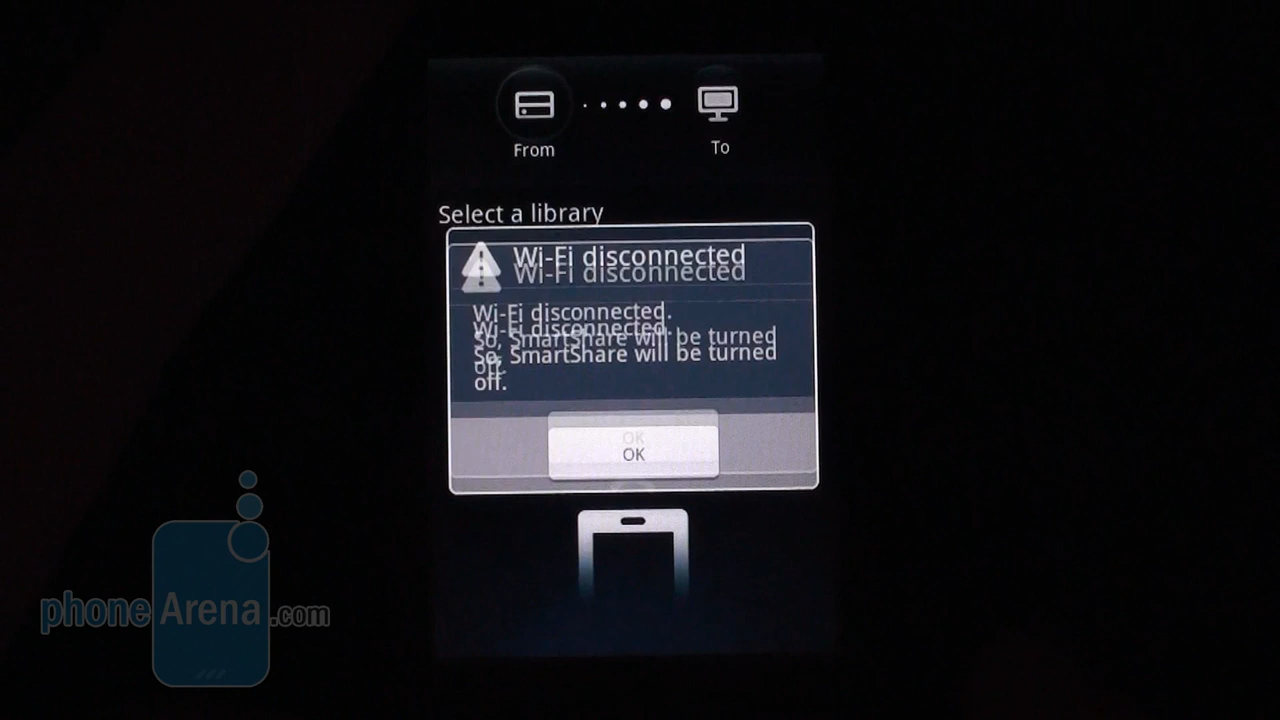 From
To
Select a library
Wi-Fi disconnected
Wi-Fi disconnected.
So, SmartShare will be turned
off.
OK
phoneArena.com